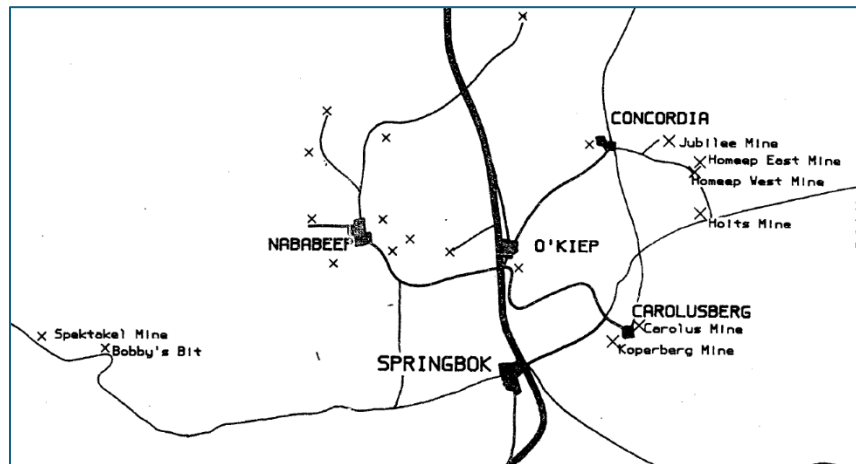 CONCORDIA
Jubilee Mine
Homeep East Mine
Homeep West Mine
Holts Mine
NABABEEP
O'KIEP
CAROLUSBERG
Carolus Mine
Koperberg Mine
Spektakel Mine
Bobby's Bit
SPRINGBOK